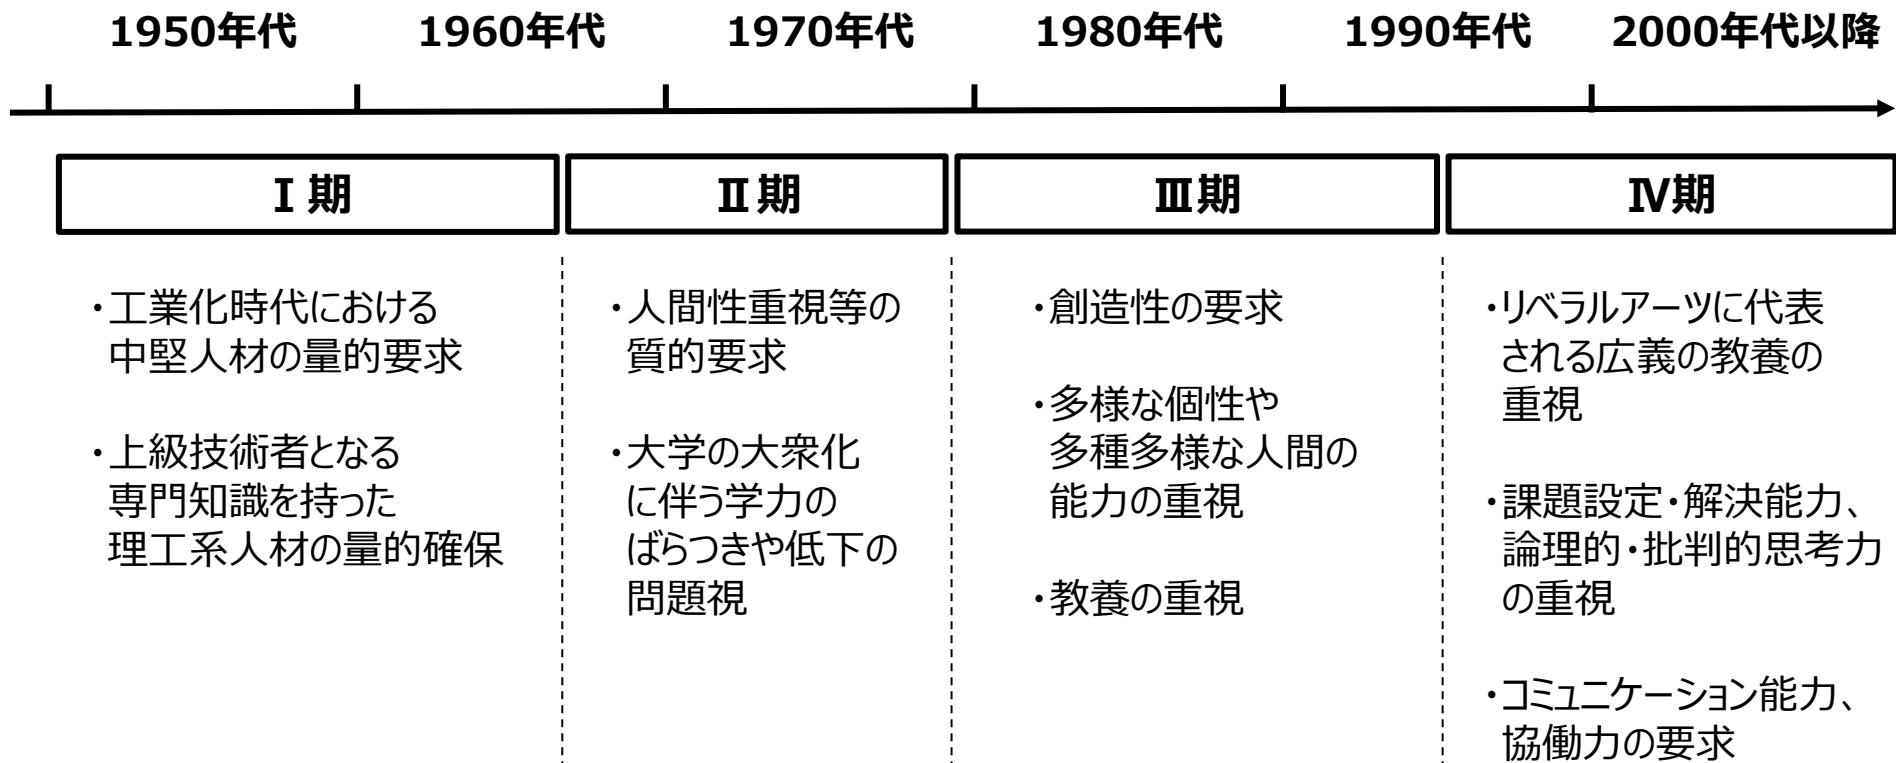 1950年代 1960年代 1970年代 1980年代 1990年代 2000年代以降
Ⅰ期 Ⅱ期 Ⅲ期 Ⅳ期
・工業化時代における
中堅人材の量的要求
・上級技術者となる
専門知識を持った
理工系人材の量的確保
・人間性重視等の
質的要求
・大学の大衆化
に伴う学力の
ばらつきや低下の
問題視
・創造性の要求
・多様な個性や
多種多様な人間の
能力の重視
・教養の重視
・リベラルアーツに代表
される広義の教養の
重視
・課題設定・解決能力、
論理的・批判的思考力
の重視
・コミュニケーション能力、
協働力の要求